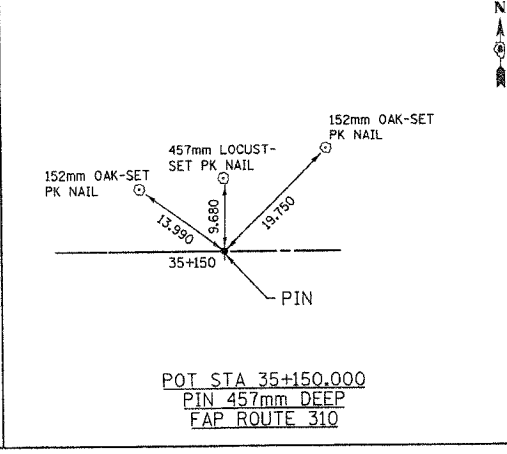 N
152mm OAK-SET
PK NAIL
457mm LOCUST-
SET PK NAIL
152mm OAK-SET
PK NAIL
13.990
9.680
19.750
35+150
PIN
POT STA 35+150.000
PIN 457mm DEEP
FAP ROUTE 310